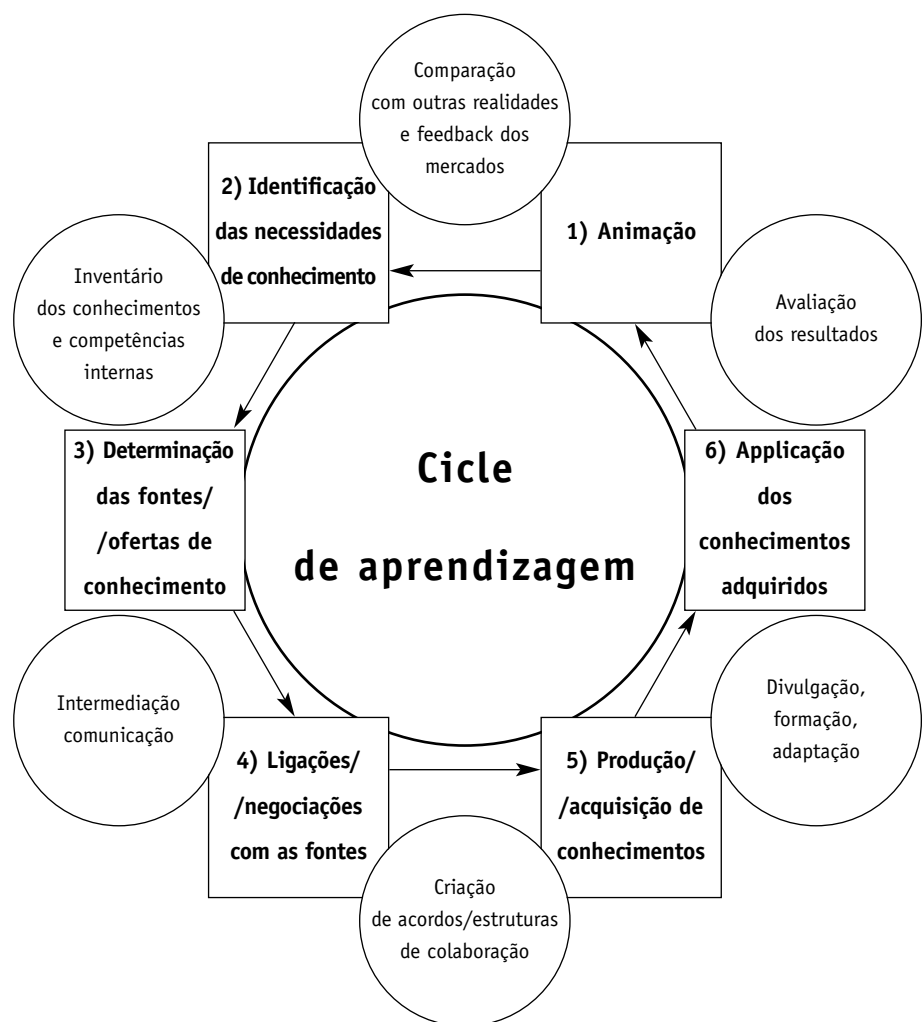 Comparação
com outras realidades
e feedback dos
mercados
1) Animação
2) Identificação
das necessidades
de conhecimento
Inventário
dos conhecimentos
e competências
internas
Avaliação
dos resultados
3) Determinação
das fontes/
/ofertas de
conhecimento
Cicle
de aprendizagem
6) Applicação
dos
conhecimentos
adquiridos
Intermediação
comunicação
Divulgação,
formação,
adaptação
4) Ligações/
/negociações
com as fontes
5) Produção/
/acquisição de
conhecimentos
Criação
de acordos/estruturas
de colaboração